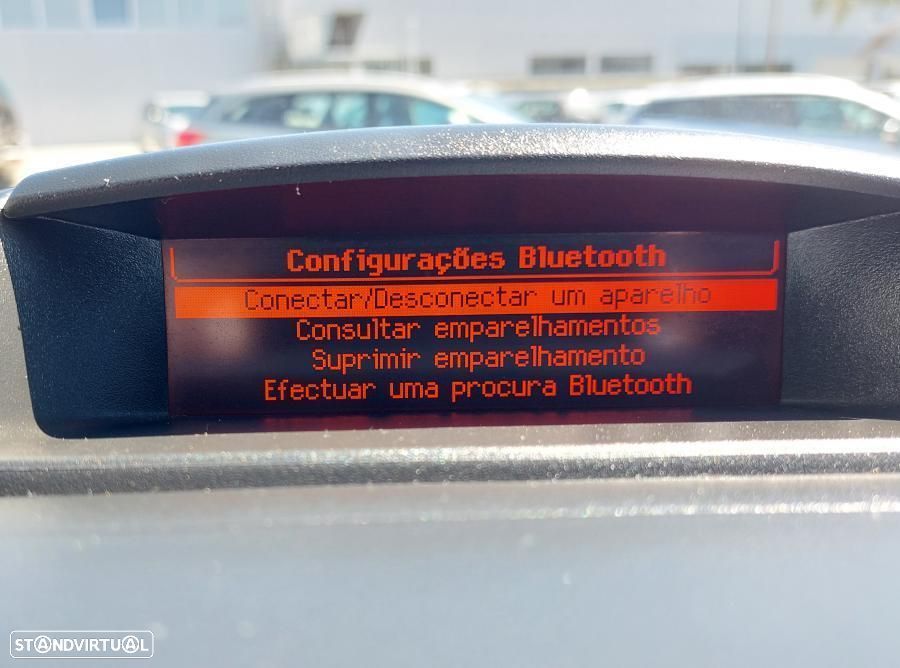 Configurações Bluetooth
Conectar/Desconectar um aparelho
Consultar emparelhamentos
Suprimir emparelhamento
Efectuar uma procura Bluetooth
STANDVIRTUAL